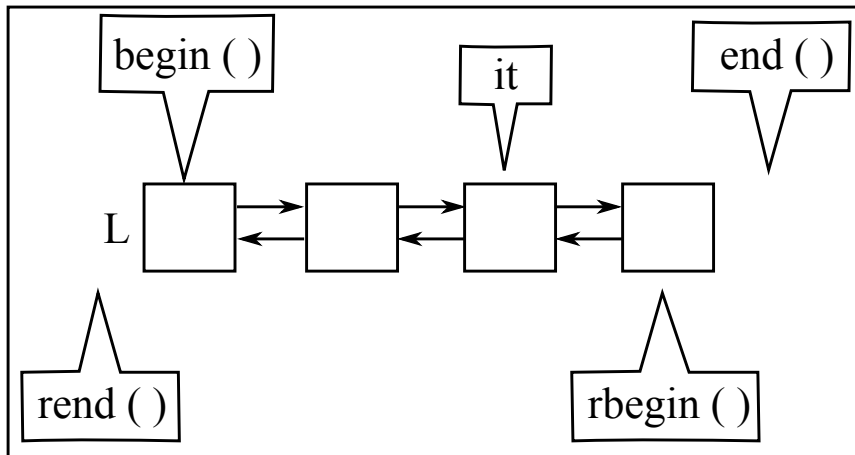 begin ( )
it
end ( )
L
rend ( )
rbegin ( )